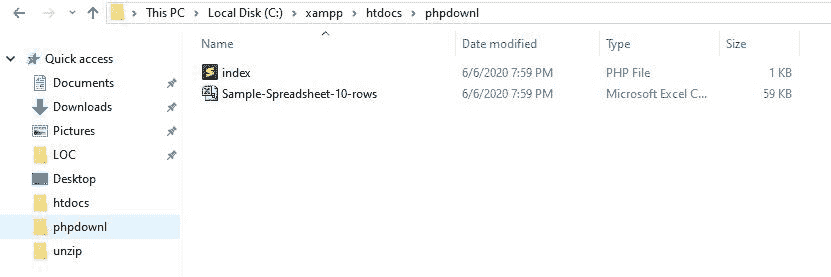 This PC > Local Disk (C:) > xampp > htdocs > phpdownl
Name Date modified Type Size
Quick access
index 6/6/2020 7:59 PM PHP File 1 KB
Documents
Sample-Spreadsheet-10-rows 6/6/2020 7:59 PM Microsoft Excel C... 59 KB
Downloads
Pictures
LOC
Desktop
htdocs
phpdownl
unzip